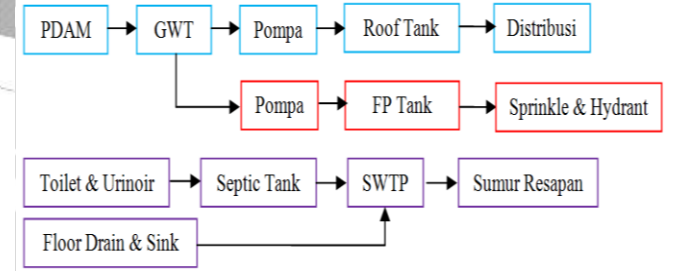 PDAM
GWT
Pompa
Roof Tank
Distribusi
Pompa
FP Tank
Sprinkle & Hydrant
Toilet & Urinoir
Septic Tank
SWTP
Sumur Resapan
Floor Drain & Sink